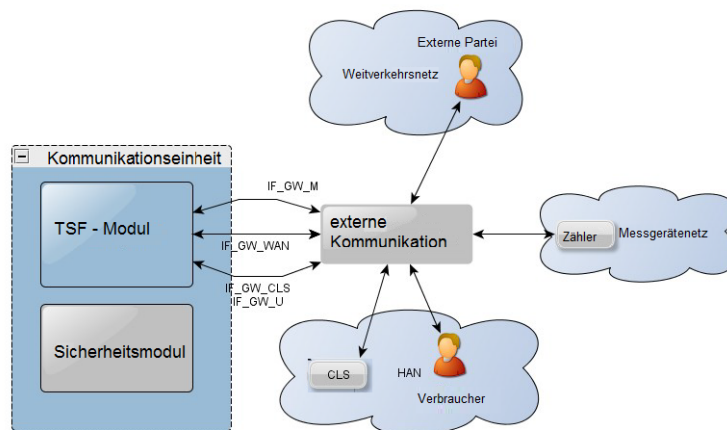 Externe Partei
Weitverkehrsnetz
Kommunikationseinheit
TSF - Modul
IF_GW_M
IF_GW_WAN
IF_GW_CLS
IF_GW_U
externe
Kommunikation
Zähler
Messgerätenetz
Sicherheitsmodul
CLS
HAN
Verbraucher